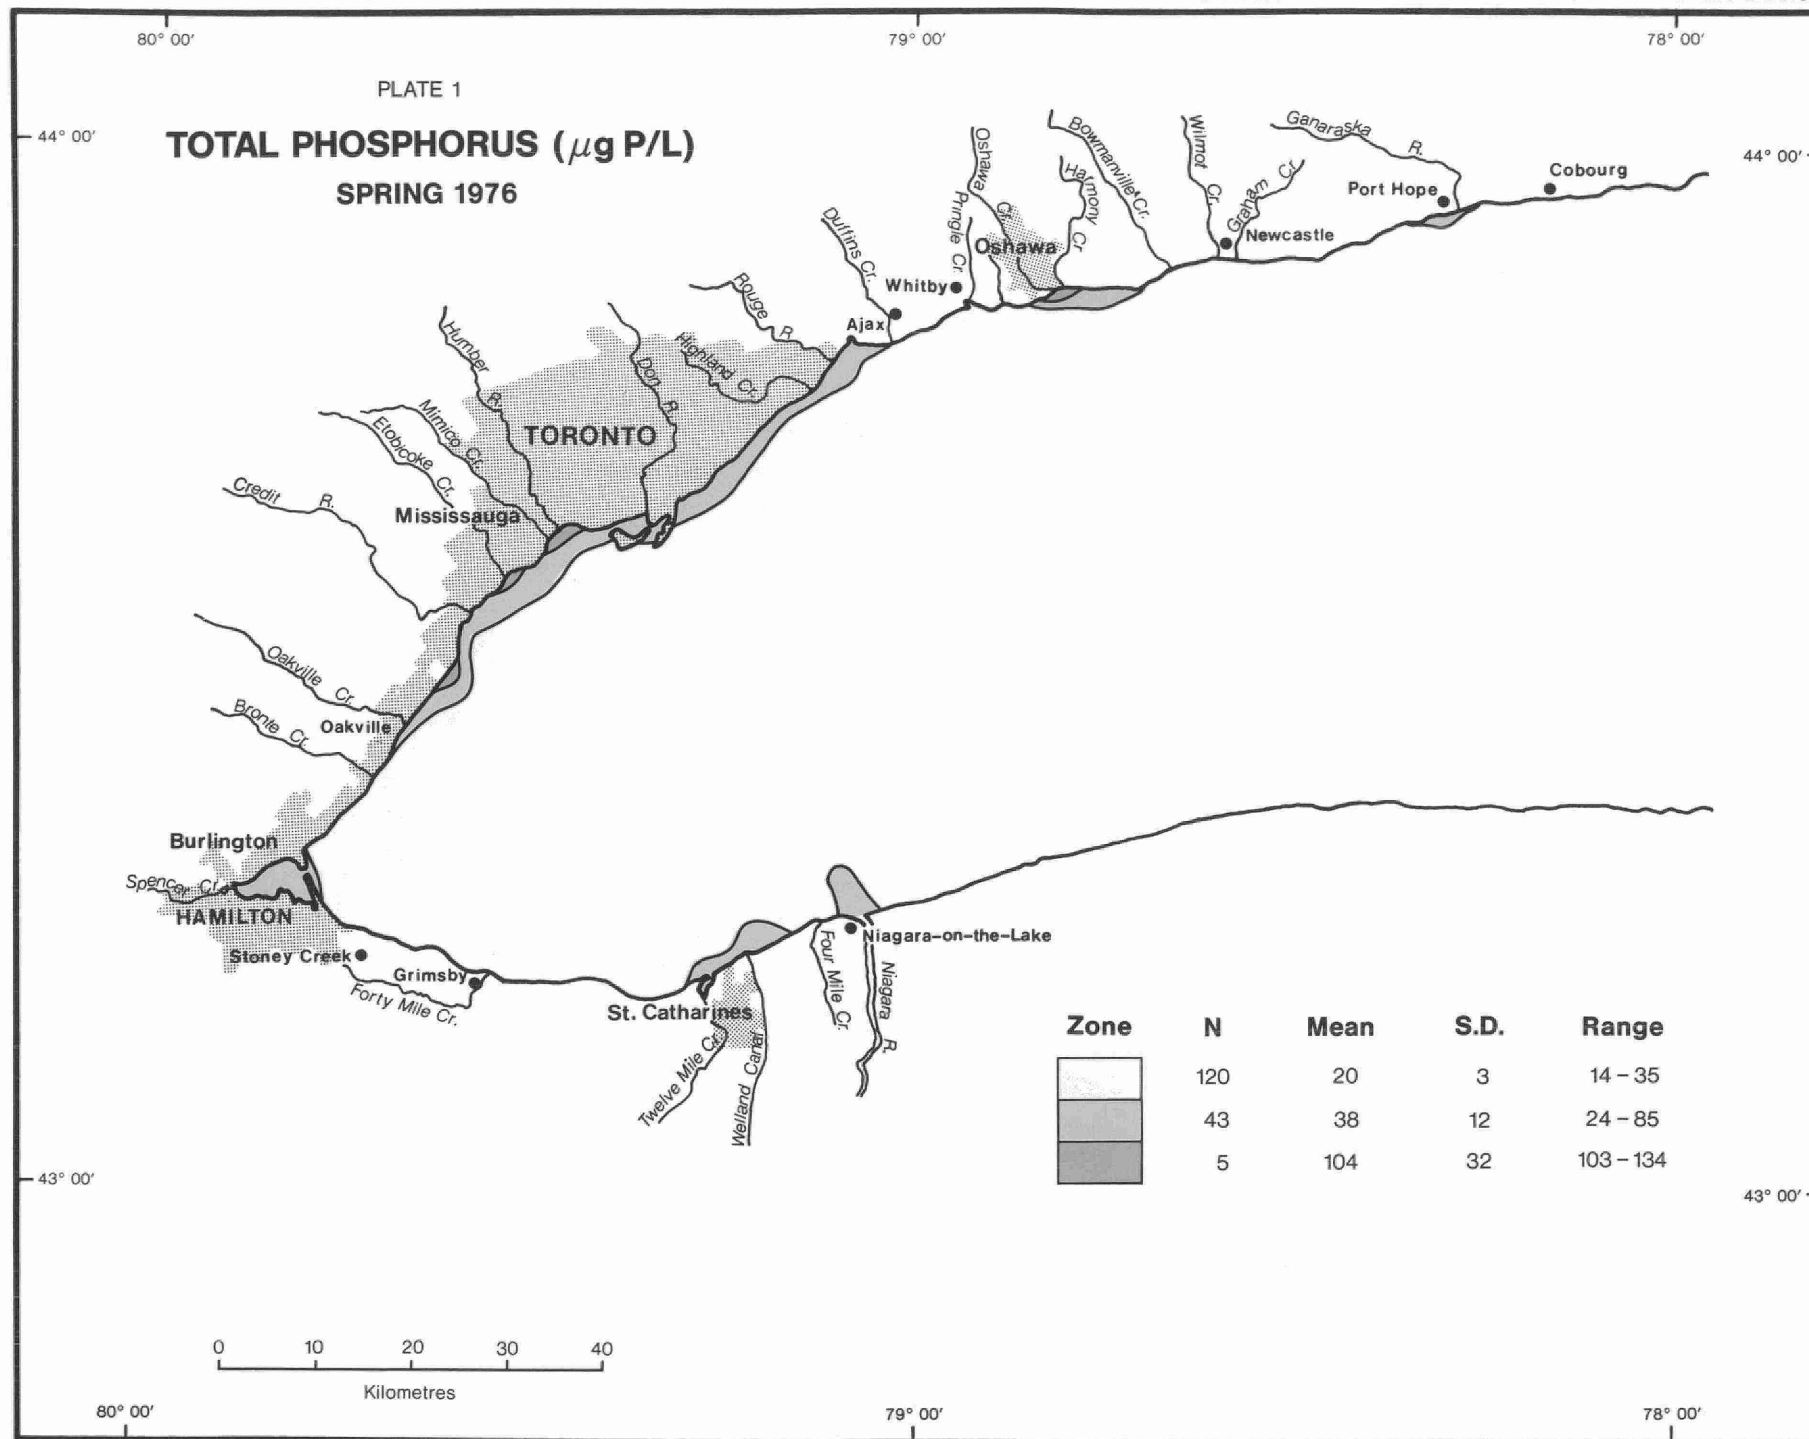 80° 00′ 79° 00′ 78° 00′
PLATE 1
44° 00′
TOTAL PHOSPHORUS (μg P/L)
SPRING 1976
44° 00′
Ganaraska R.
Cobourg
Port Hope
Wilmot Cr.
Graham Cr.
Newcastle
Bowmanville Cr.
Harmony Cr.
Oshawa Cr.
Oshawa
Pringle Cr.
Whitby
Duffins Cr.
Ajax
Rouge R.
Highland Cr.
Don R.
Humber R.
TORONTO
Mimico Cr.
Etobicoke Cr.
Mississauga
Credit R.
Oakville Cr.
Oakville
Bronte Cr.
Burlington
Spencer Cr.
HAMILTON
Stoney Creek
Grimsby
Forty Mile Cr.
St. Catharines
Twelve Mile Cr.
Welland Canal
Four Mile Cr.
Niagara-on-the-Lake
Niagara R.
Zone N Mean S.D. Range
120 20 3 14 – 35
43 38 12 24 – 85
5 104 32 103 – 134
43° 00′
43° 00′
0 10 20 30 40
Kilometres
80° 00′ 79° 00′ 78° 00′